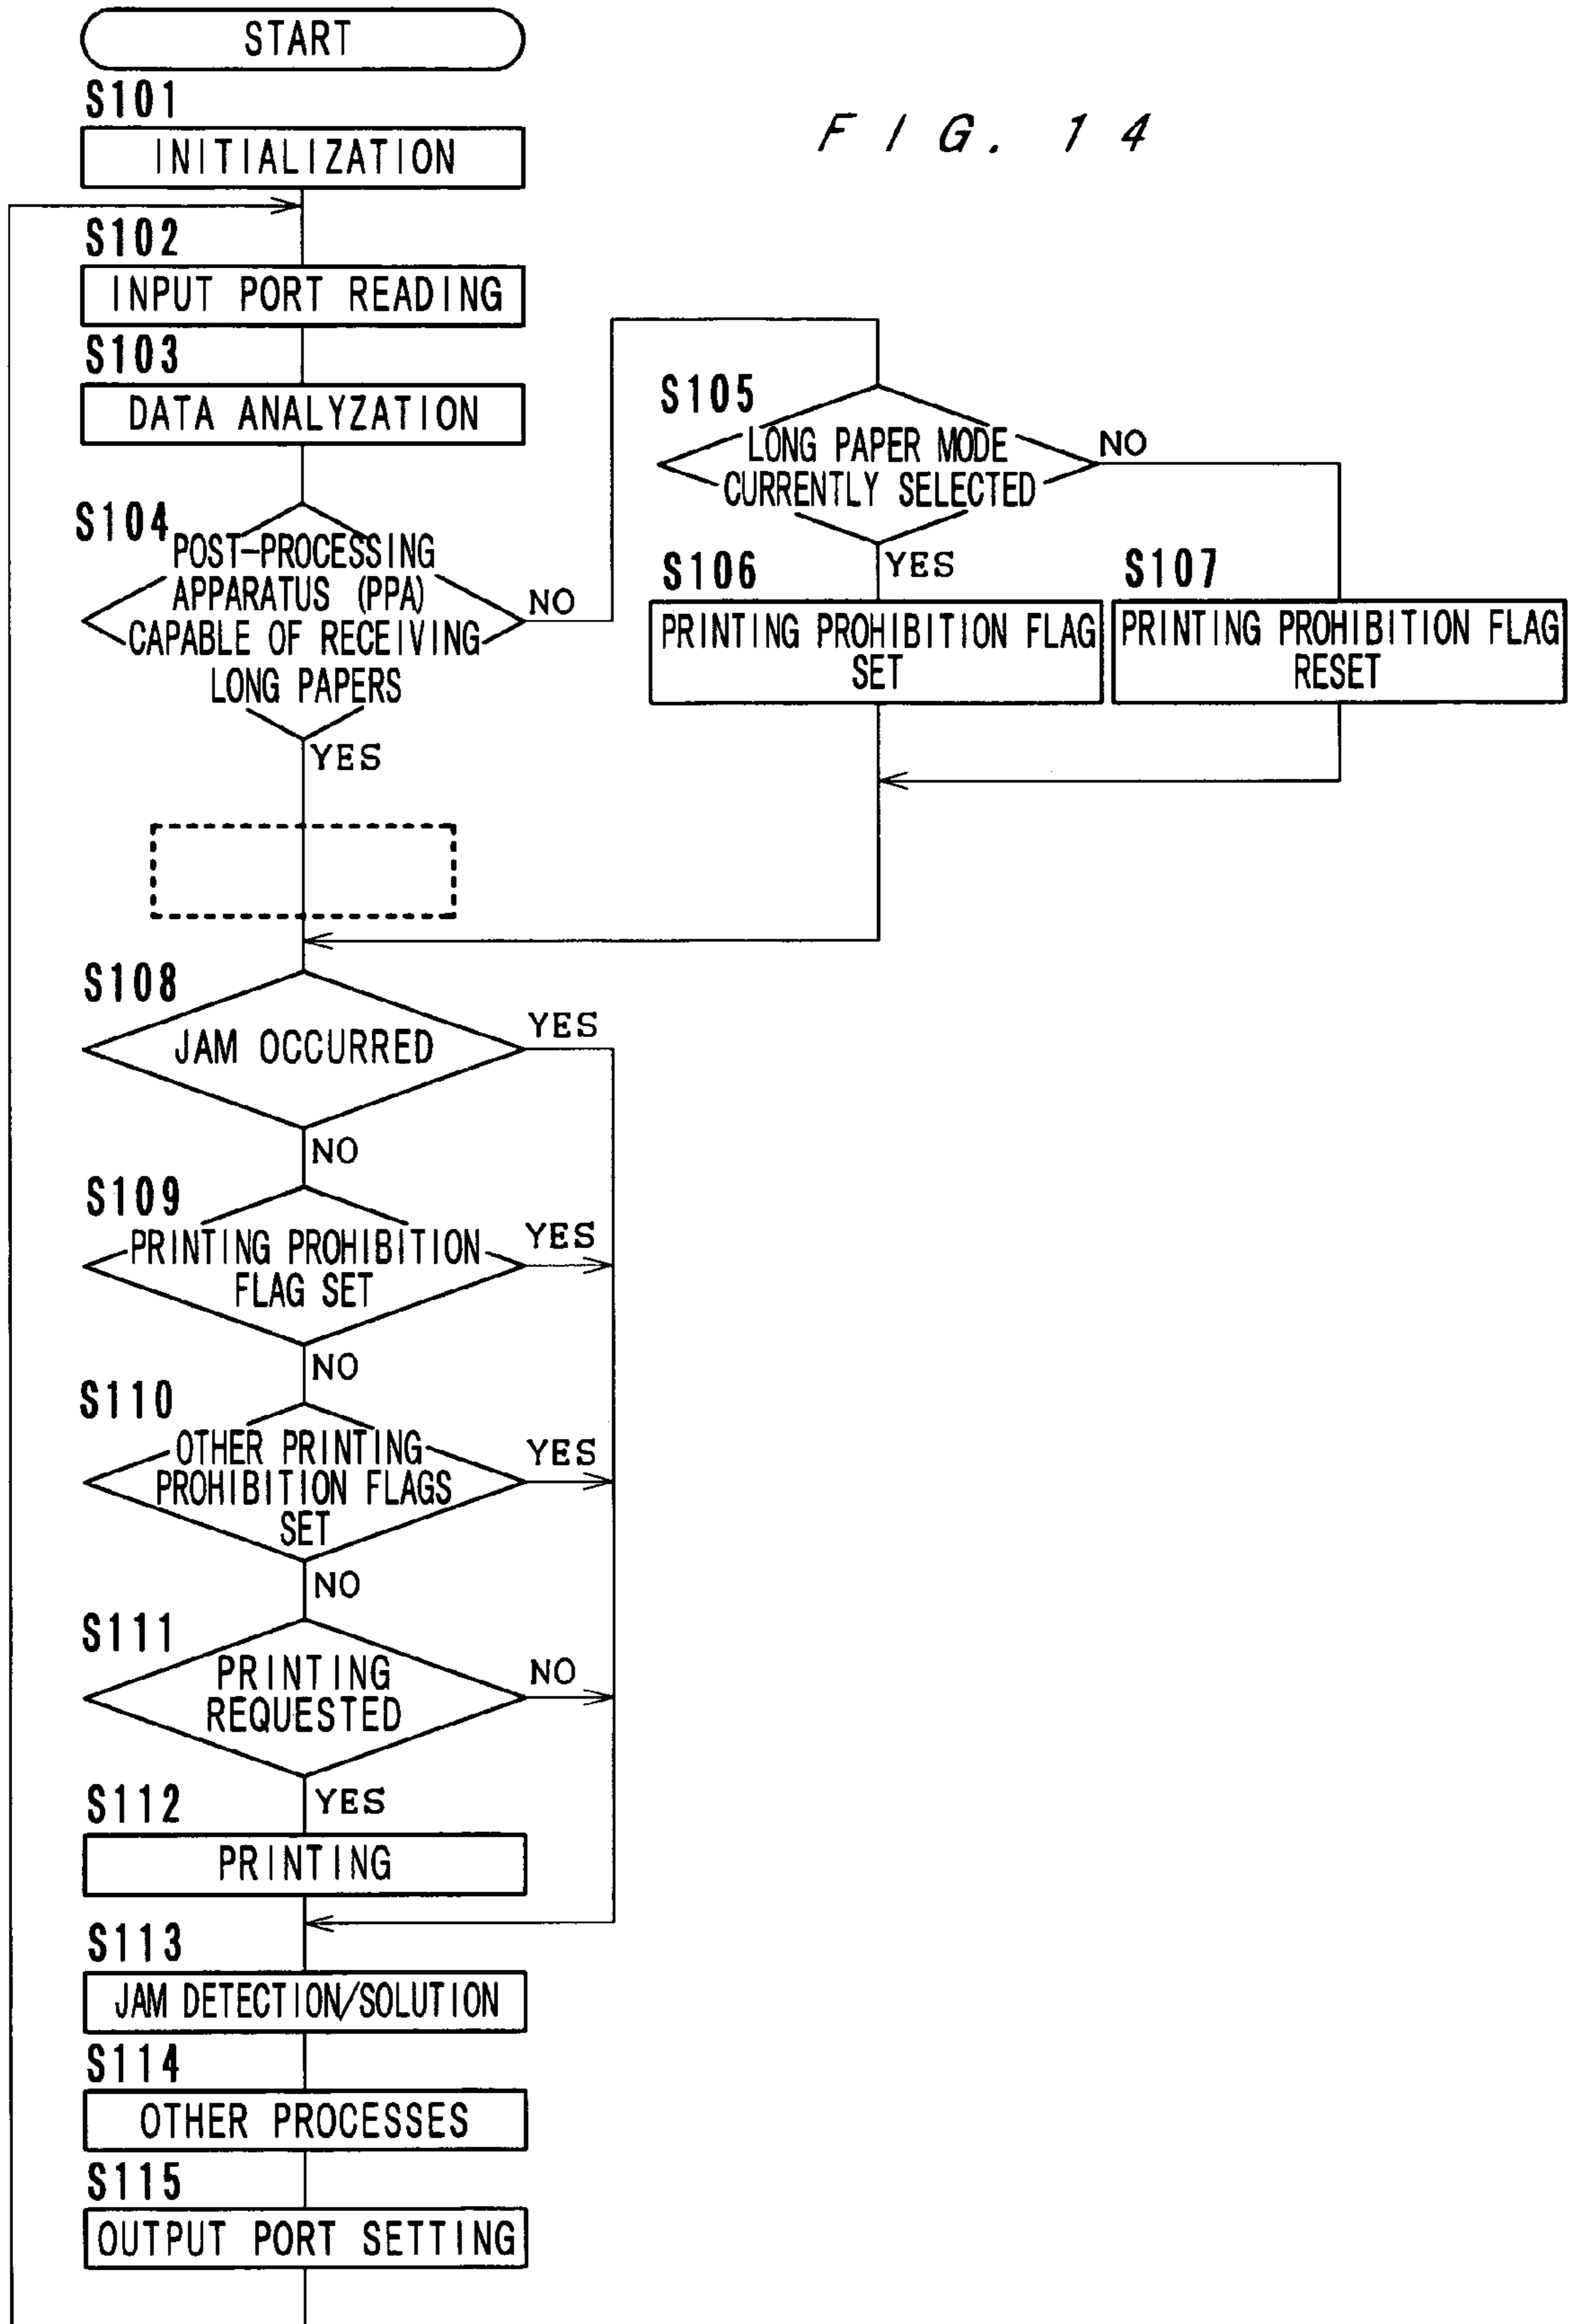 START
FIG. 14
S101
INITIALIZATION
S102
INPUT PORT READING
S103
DATA ANALYZATION
S104
POST-PROCESSING
APPARATUS (PPA)
CAPABLE OF RECEIVING
LONG PAPERS
NO
YES
S105
LONG PAPER MODE
CURRENTLY SELECTED
NO
YES
S106
PRINTING PROHIBITION FLAG
SET
S107
PRINTING PROHIBITION FLAG
RESET
S108
JAM OCCURRED
YES
NO
S109
PRINTING PROHIBITION
FLAG SET
YES
NO
S110
OTHER PRINTING
PROHIBITION FLAGS
SET
YES
NO
S111
PRINTING
REQUESTED
NO
YES
S112
PRINTING
S113
JAM DETECTION/SOLUTION
S114
OTHER PROCESSES
S115
OUTPUT PORT SETTING